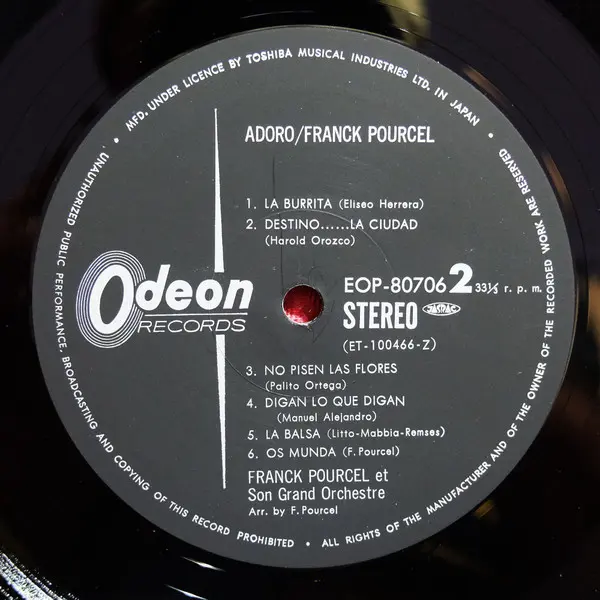 • MFD. UNDER LICENCE BY TOSHIBA MUSICAL INDUSTRIES LTD. IN JAPAN •
ADORO/FRANCK POURCEL
1. LA BURRITA (Eliseo Herrera)
2. DESTINO......LA CIUDAD
(Harold Orozco)
Odeon
RECORDS
EOP-80706 2 33⅓ r. p. m.
STEREO JASRAC
(ET-100466-Z)
3. NO PISEN LAS FLORES
(Palito Ortega)
4. DIGAN LO QUE DIGAN
(Manuel Alejandro)
5. LA BALSA (Litto-Mabbia-Remses)
6. OS MUNDA (F. Pourcel)
FRANCK POURCEL et
Son Grand Orchestre
Arr. by F. Pourcel
UNAUTHORIZED PUBLIC PERFORMANCE, BROADCASTING AND COPYING OF THIS RECORD PROHIBITED • ALL RIGHTS OF THE MANUFACTURER AND OF THE OWNER OF THE RECORDED WORK ARE RESERVED